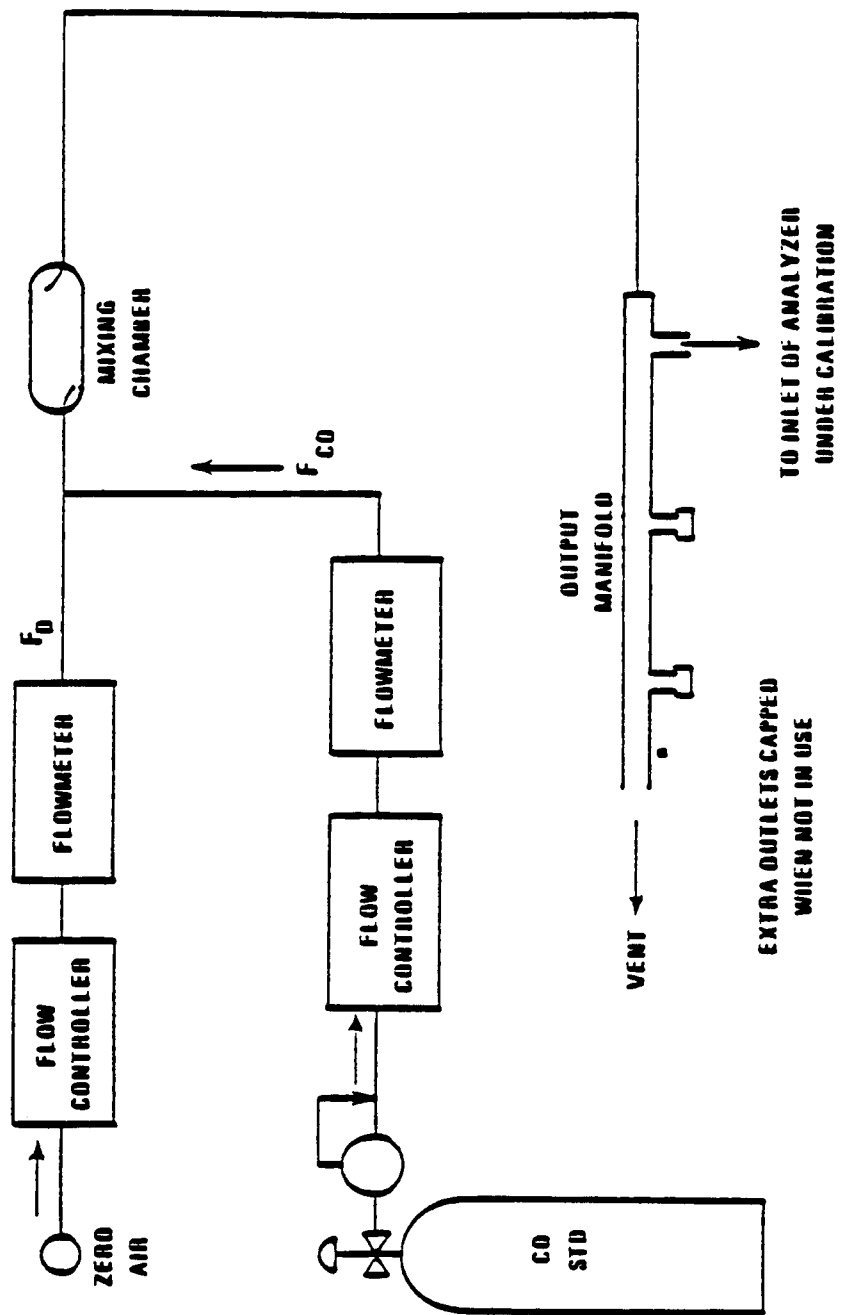 ZERO
AIR
FLOW
CONTROLLER
FLOWMETER
F_D
MIXING
CHAMBER
F_CO
CO
STD
FLOW
CONTROLLER
FLOWMETER
OUTPUT
MANIFOLD
VENT
EXTRA OUTLETS CAPPED
WHEN NOT IN USE
TO INLET OF ANALYZER
UNDER CALIBRATION